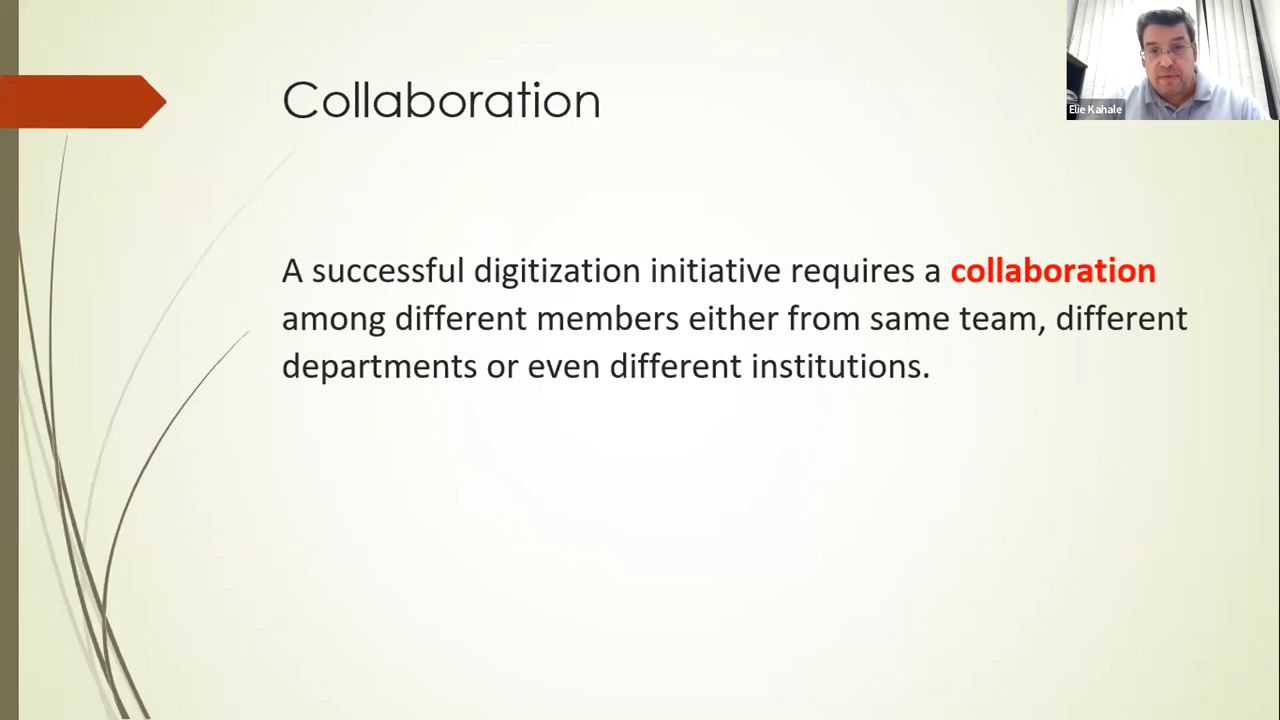 Collaboration
Elie Kahale
A successful digitization initiative requires a collaboration
among different members either from same team, different
departments or even different institutions.